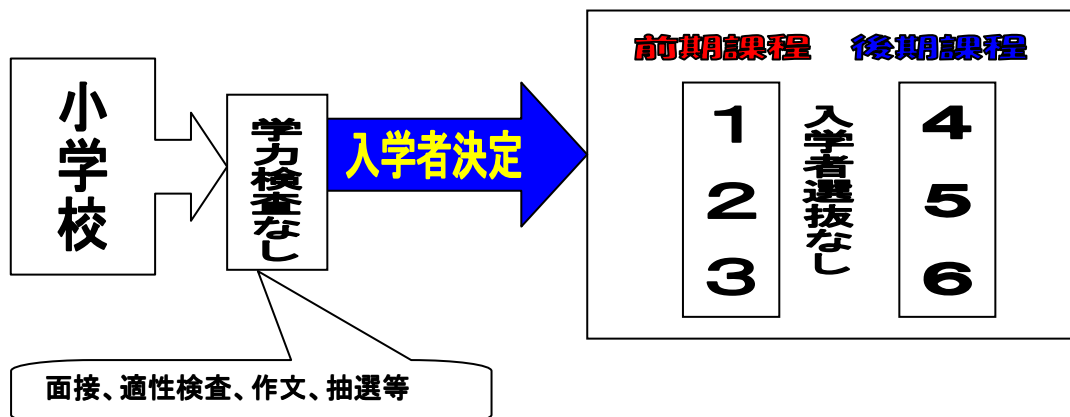 小学校
学力検査なし
入学者決定
前期課程
後期課程
1
2
3
入学者選抜なし
4
5
6
面接、適性検査、作文、抽選等